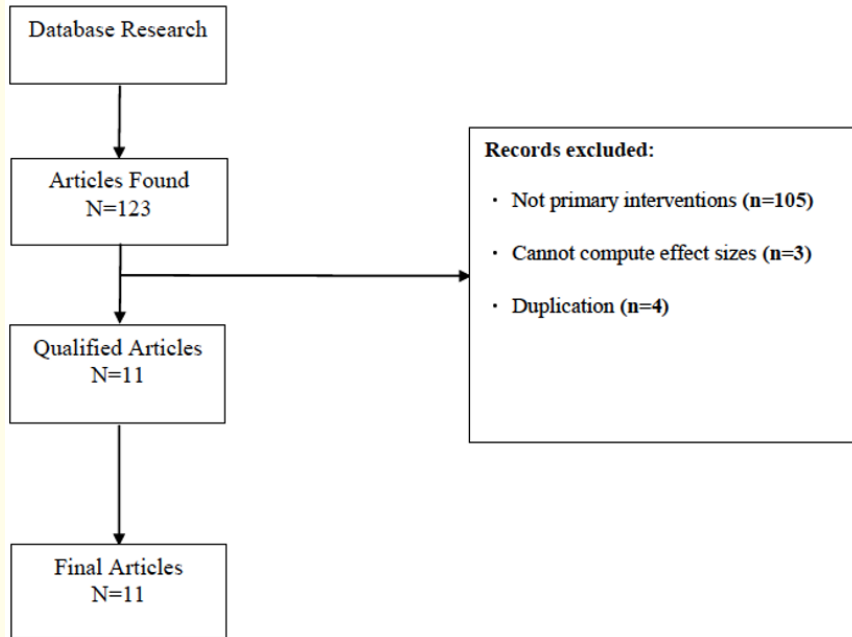 Database Research
Articles Found
N=123
Records excluded:
· Not primary interventions (n=105)
· Cannot compute effect sizes (n=3)
· Duplication (n=4)
Qualified Articles
N=11
Final Articles
N=11